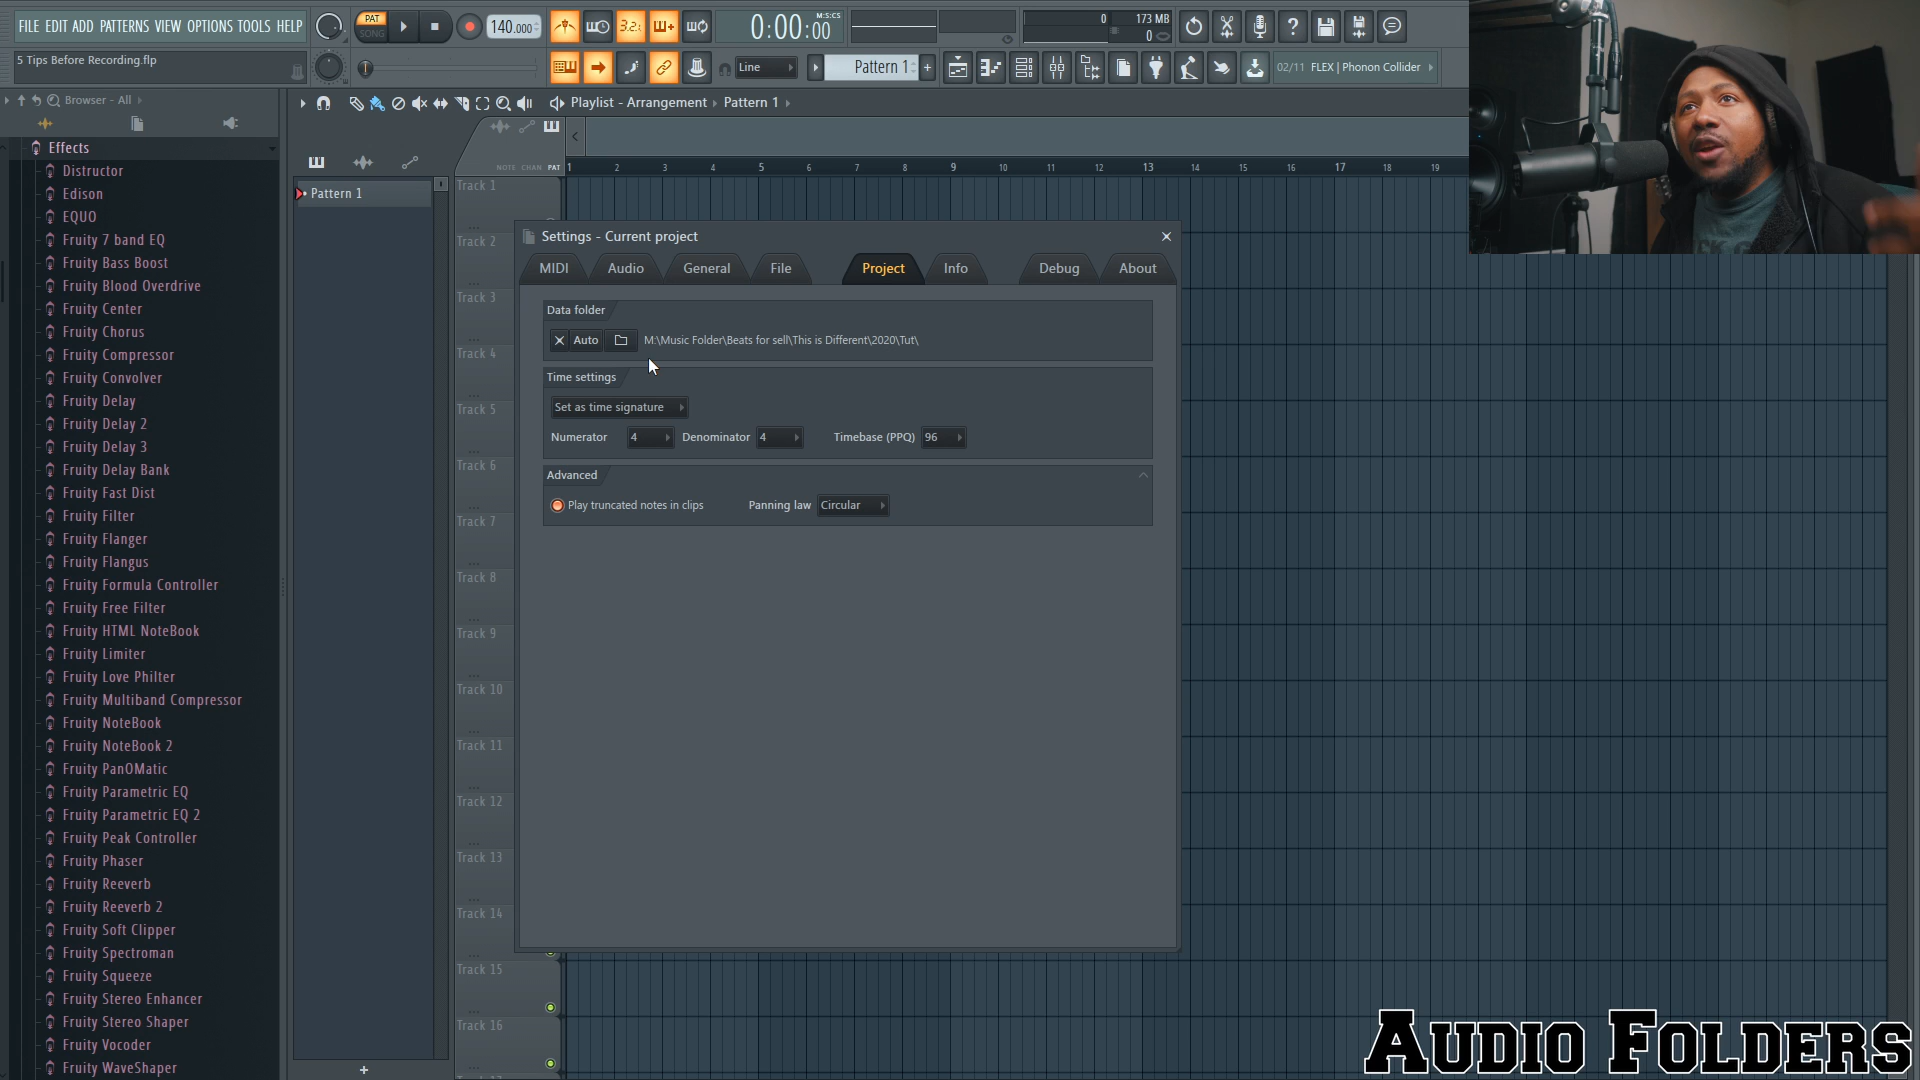 FILE EDIT ADD PATTERNS VIEW OPTIONS TOOLS HELP
PAT
SONG
140.000
3.2.
0:00:00
M:S:CS
0
173 MB
0
5 Tips Before Recording.flp
Line
Pattern 1
+
02/11 FLEX | Phonon Collider
Browser - All
Playlist - Arrangement
Pattern 1
Effects
Distructor
Edison
EQUO
Fruity 7 band EQ
Fruity Bass Boost
Fruity Blood Overdrive
Fruity Center
Fruity Chorus
Fruity Compressor
Fruity Convolver
Fruity Delay
Fruity Delay 2
Fruity Delay 3
Fruity Delay Bank
Fruity Fast Dist
Fruity Filter
Fruity Flanger
Fruity Flangus
Fruity Formula Controller
Fruity Free Filter
Fruity HTML NoteBook
Fruity Limiter
Fruity Love Philter
Fruity Multiband Compressor
Fruity NoteBook
Fruity NoteBook 2
Fruity PanOMatic
Fruity Parametric EQ
Fruity Parametric EQ 2
Fruity Peak Controller
Fruity Phaser
Fruity Reeverb
Fruity Reeverb 2
Fruity Soft Clipper
Fruity Spectroman
Fruity Squeeze
Fruity Stereo Enhancer
Fruity Stereo Shaper
Fruity Vocoder
Fruity WaveShaper
Pattern 1
+
NOTE CHAN PAT
1 2 3 4 5 6 7 8 9 10 11 12 13 14 15 16 17 18 19
Track 1
Track 2
Track 3
Track 4
Track 5
Track 6
Track 7
Track 8
Track 9
Track 10
Track 11
Track 12
Track 13
Track 14
Track 15
Track 16
Settings - Current project
MIDI
Audio
General
File
Project
Info
Debug
About
Data folder
Auto
M:\Music Folder\Beats for sell\This is Different\2020\Tut\
Time settings
Set as time signature
Numerator 4 Denominator 4 Timebase (PPQ) 96
Advanced
Play truncated notes in clips
Panning law Circular
AUDIO FOLDERS